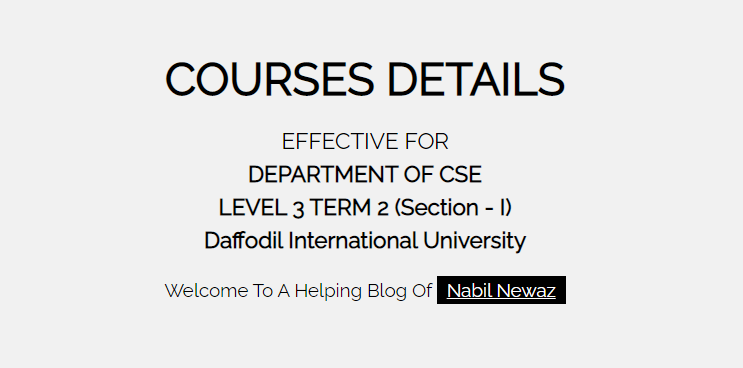 COURSES DETAILS
EFFECTIVE FOR
DEPARTMENT OF CSE
LEVEL 3 TERM 2 (Section - I)
Daffodil International University
Welcome To A Helping Blog Of Nabil Newaz